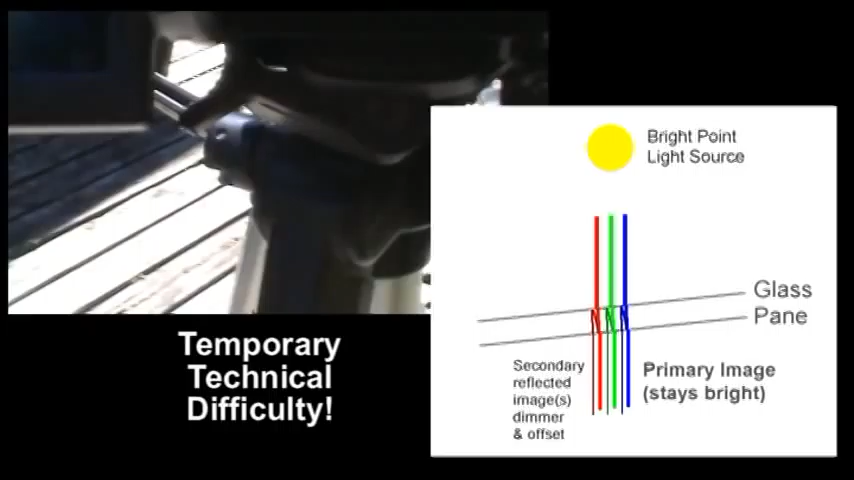 Bright Point
Light Source
Glass
Pane
Secondary
reflected
image(s)
dimmer
& offset
Primary Image
(stays bright)
Temporary
Technical
Difficulty!